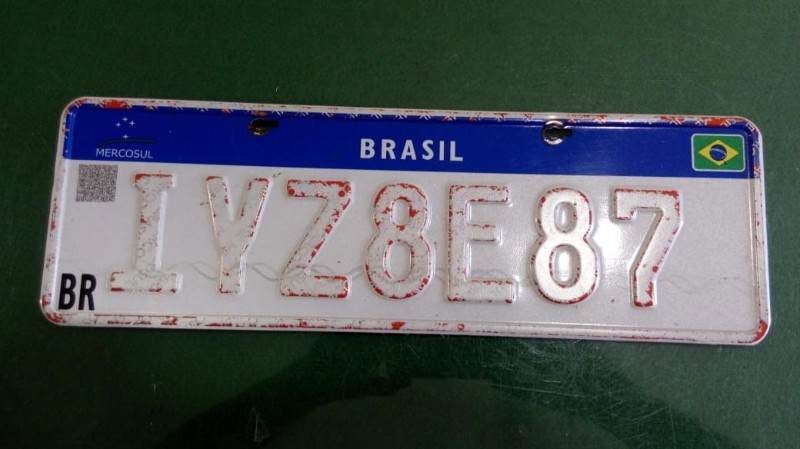 BRASIL
MERCOSUL
IYZ8E87
BR